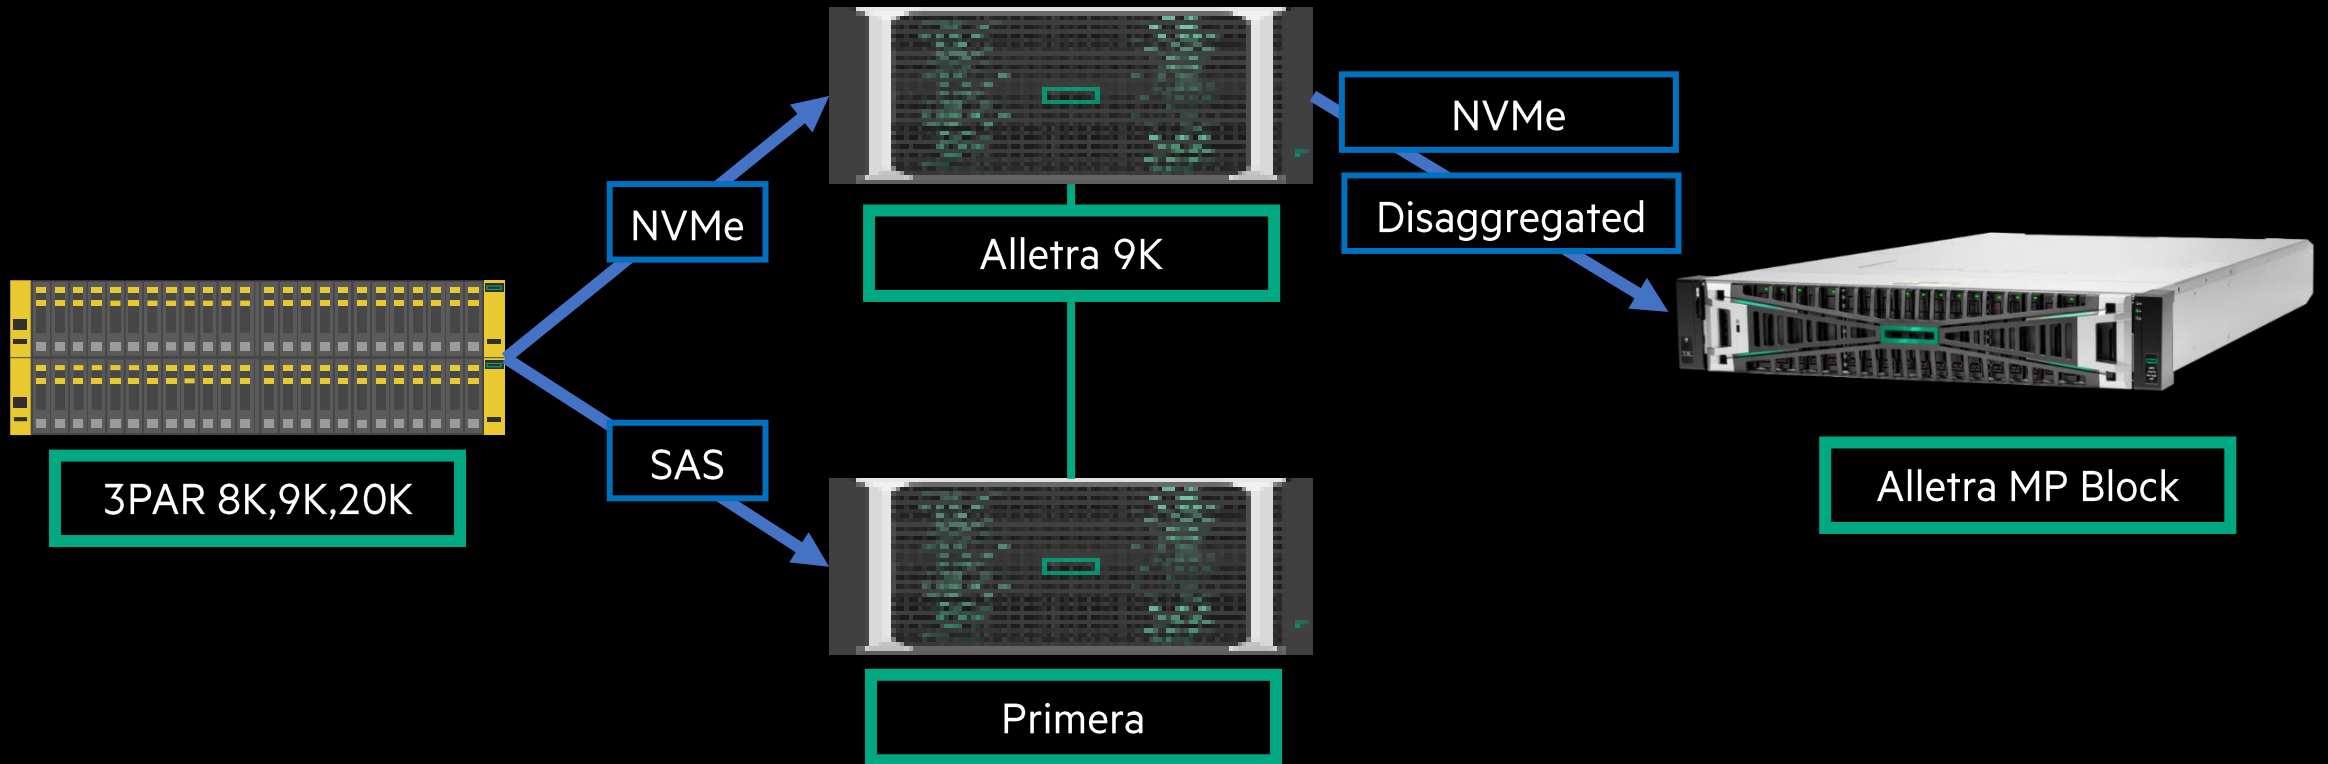 NVMe
NVMe
Disaggregated
Alletra 9K
3PAR 8K,9K,20K
SAS
Alletra MP Block
Primera